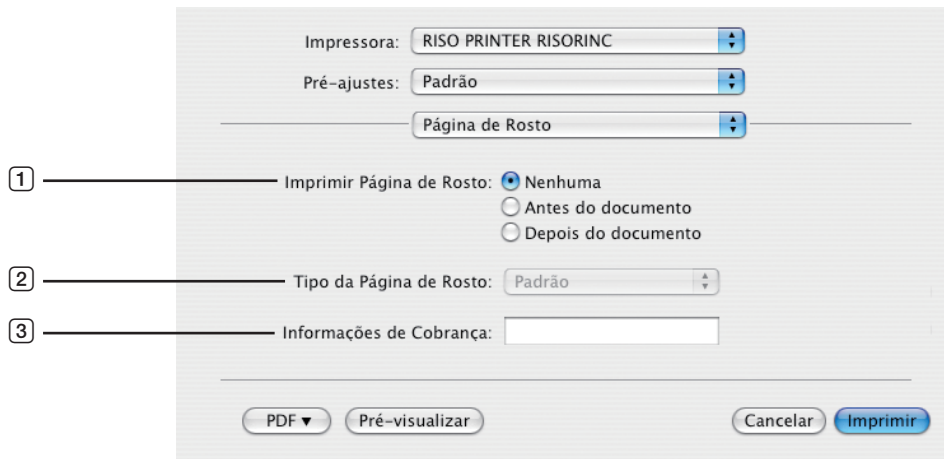 Impressora: RISO PRINTER RISORINC
Pré-ajustes: Padrão
Página de Rosto
1 Imprimir Página de Rosto: Nenhuma
Antes do documento
Depois do documento
2 Tipo da Página de Rosto: Padrão
3 Informações de Cobrança:
PDF ▼ Pré-visualizar Cancelar Imprimir